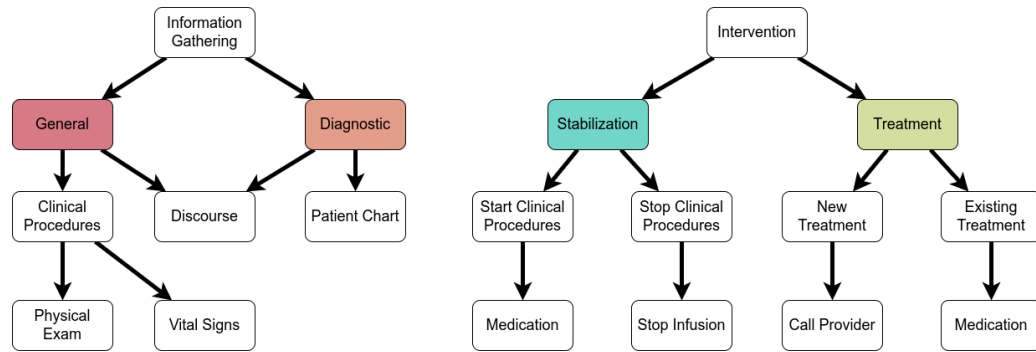 Information
Gathering
Intervention
General
Diagnostic
Stabilization
Treatment
Clinical
Procedures
Discourse
Patient Chart
Start Clinical
Procedures
Stop Clinical
Procedures
New
Treatment
Existing
Treatment
Physical
Exam
Vital Signs
Medication
Stop Infusion
Call Provider
Medication